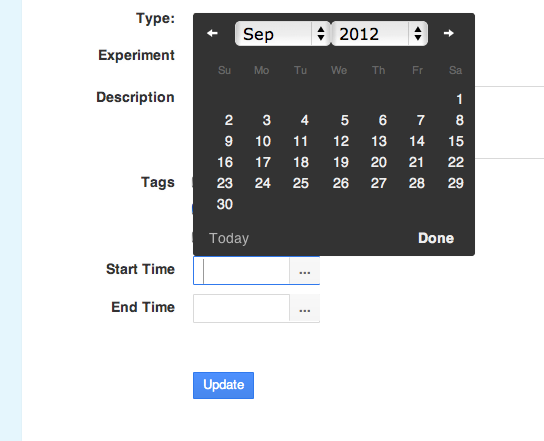 Type:
Sep 2012
Experiment
Su Mo Tu We Th Fr Sa
Description
1
2 3 4 5 6 7 8
9 10 11 12 13 14 15
16 17 18 19 20 21 22
Tags
23 24 25 26 27 28 29
30
Today Done
Start Time ...
End Time ...
Update